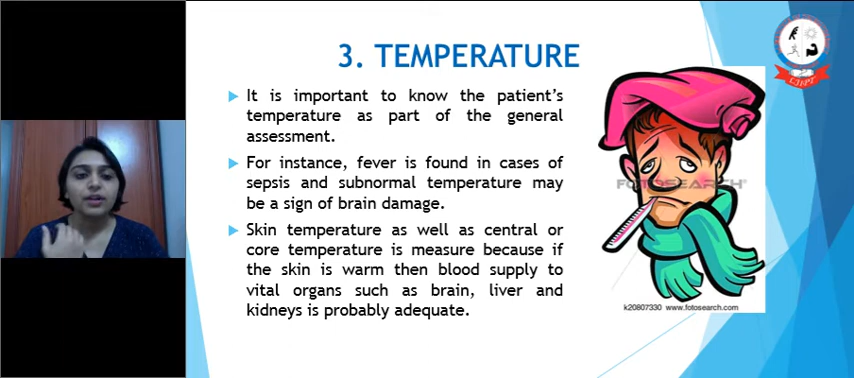 3. TEMPERATURE
It is important to know the patient's
temperature as part of the general
assessment.
For instance, fever is found in cases of
sepsis and subnormal temperature may
be a sign of brain damage.
Skin temperature as well as central or
core temperature is measure because if
the skin is warm then blood supply to
vital organs such as brain, liver and
kidneys is probably adequate.
FOTOSEARCH®
k20807330 www.fotosearch.com